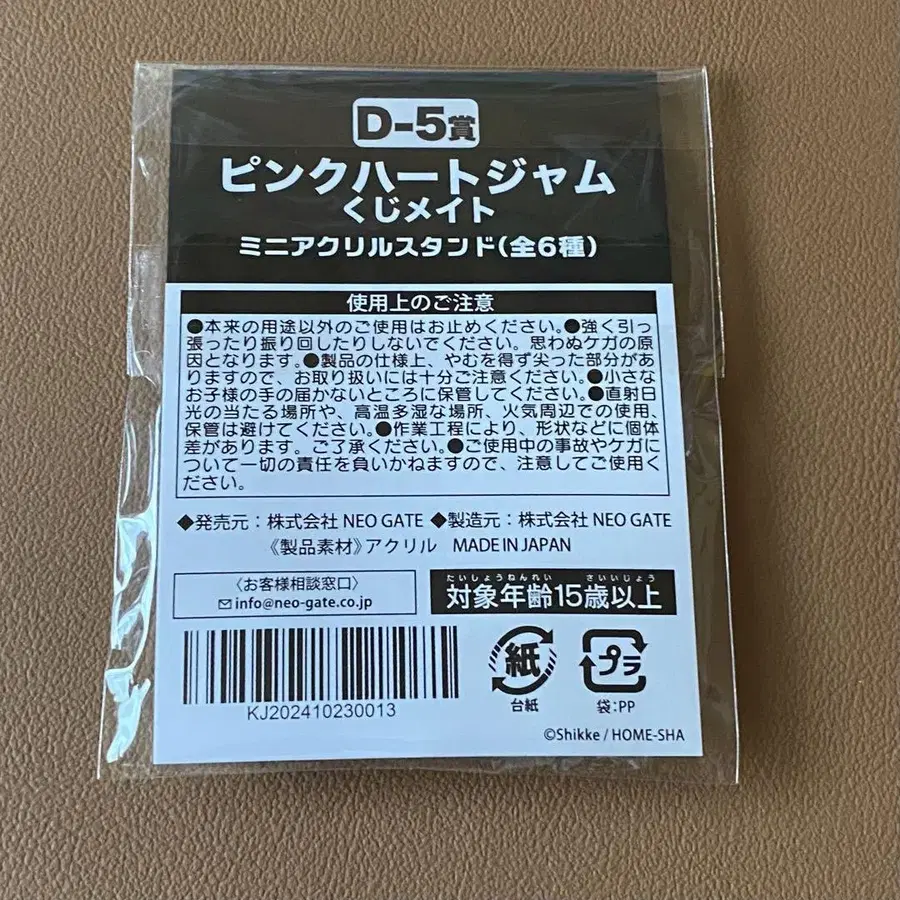 D-5賞
ピンクハートジャム
くじメイト
ミニアクリルスタンド(全6種)
使用上のご注意
●本来の用途以外のご使用はお止めください。●強く引っ
張ったり振り回したりしないでください。思わぬケガの原
因となります。●製品の仕様上、やむを得ず尖った部分があ
りますので、お取り扱いには十分ご注意ください。●小さな
お子様の手の届かないところに保管してください。●直射日
光の当たる場所や、高温多湿な場所、火気周辺での使用、
保管は避けてください。●作業工程により、形状などに個体
差があります。ご了承ください。●ご使用中の事故やケガに
ついて一切の責任を負いかねますので、注意してご使用く
ださい。
◆発売元：株式会社 NEO GATE ◆製造元：株式会社 NEO GATE
《製品素材》アクリル MADE IN JAPAN
〈お客様相談窓口〉
info@neo-gate.co.jp
たいしょうねんれい さいいじょう
対象年齢15歳以上
KJ202410230013
紙
台紙
プラ
袋：PP
©Shikke / HOME-SHA